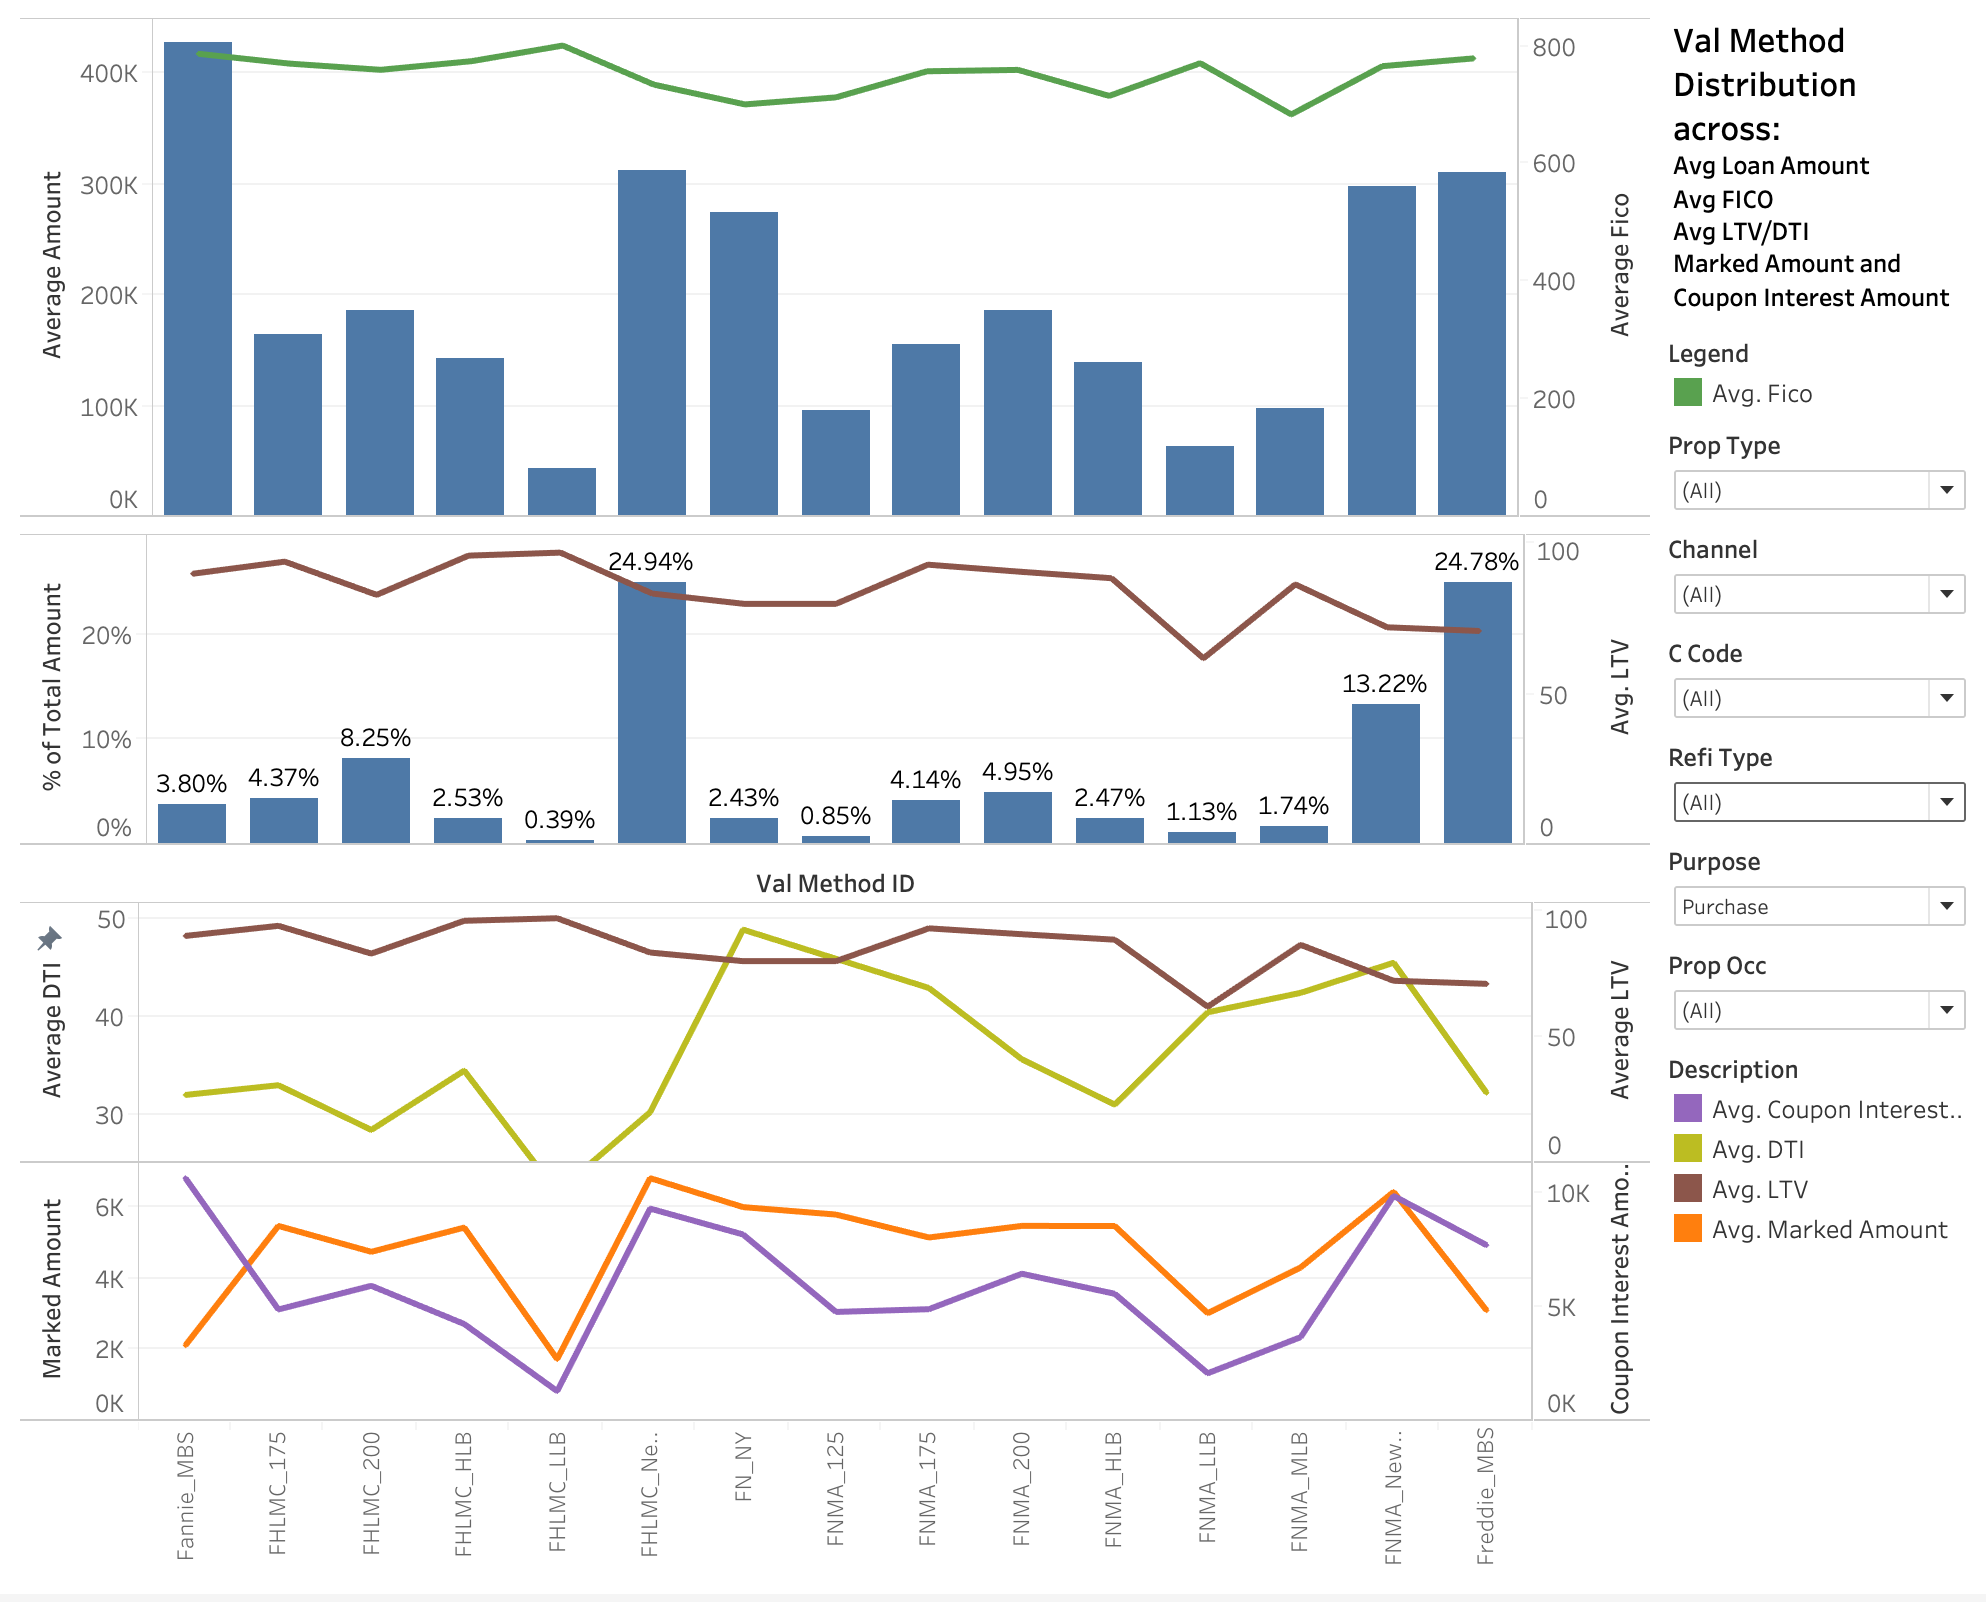 Val Method
Distribution
across:
Avg Loan Amount
Avg FICO
Avg LTV/DTI
Marked Amount and
Coupon Interest Amount
Legend
Avg. Fico
Prop Type
(All)
Channel
(All)
C Code
(All)
Refi Type
(All)
Purpose
Purchase
Prop Occ
(All)
Description
Avg. Coupon Interest..
Avg. DTI
Avg. LTV
Avg. Marked Amount
Average Amount
400K
300K
200K
100K
0K
800
600
400
200
0
Average Fico
% of Total Amount
20%
10%
0%
3.80%
4.37%
8.25%
2.53%
0.39%
24.94%
2.43%
0.85%
4.14%
4.95%
2.47%
1.13%
1.74%
13.22%
24.78%
100
50
0
Avg. LTV
Val Method ID
Average DTI
50
40
30
100
50
0
Average LTV
Marked Amount
6K
4K
2K
0K
10K
5K
0K
Coupon Interest Amo..
Fannie_MBS
FHLMC_175
FHLMC_200
FHLMC_HLB
FHLMC_LLB
FHLMC_Ne..
FN_NY
FNMA_125
FNMA_175
FNMA_200
FNMA_HLB
FNMA_LLB
FNMA_MLB
FNMA_New..
Freddie_MBS